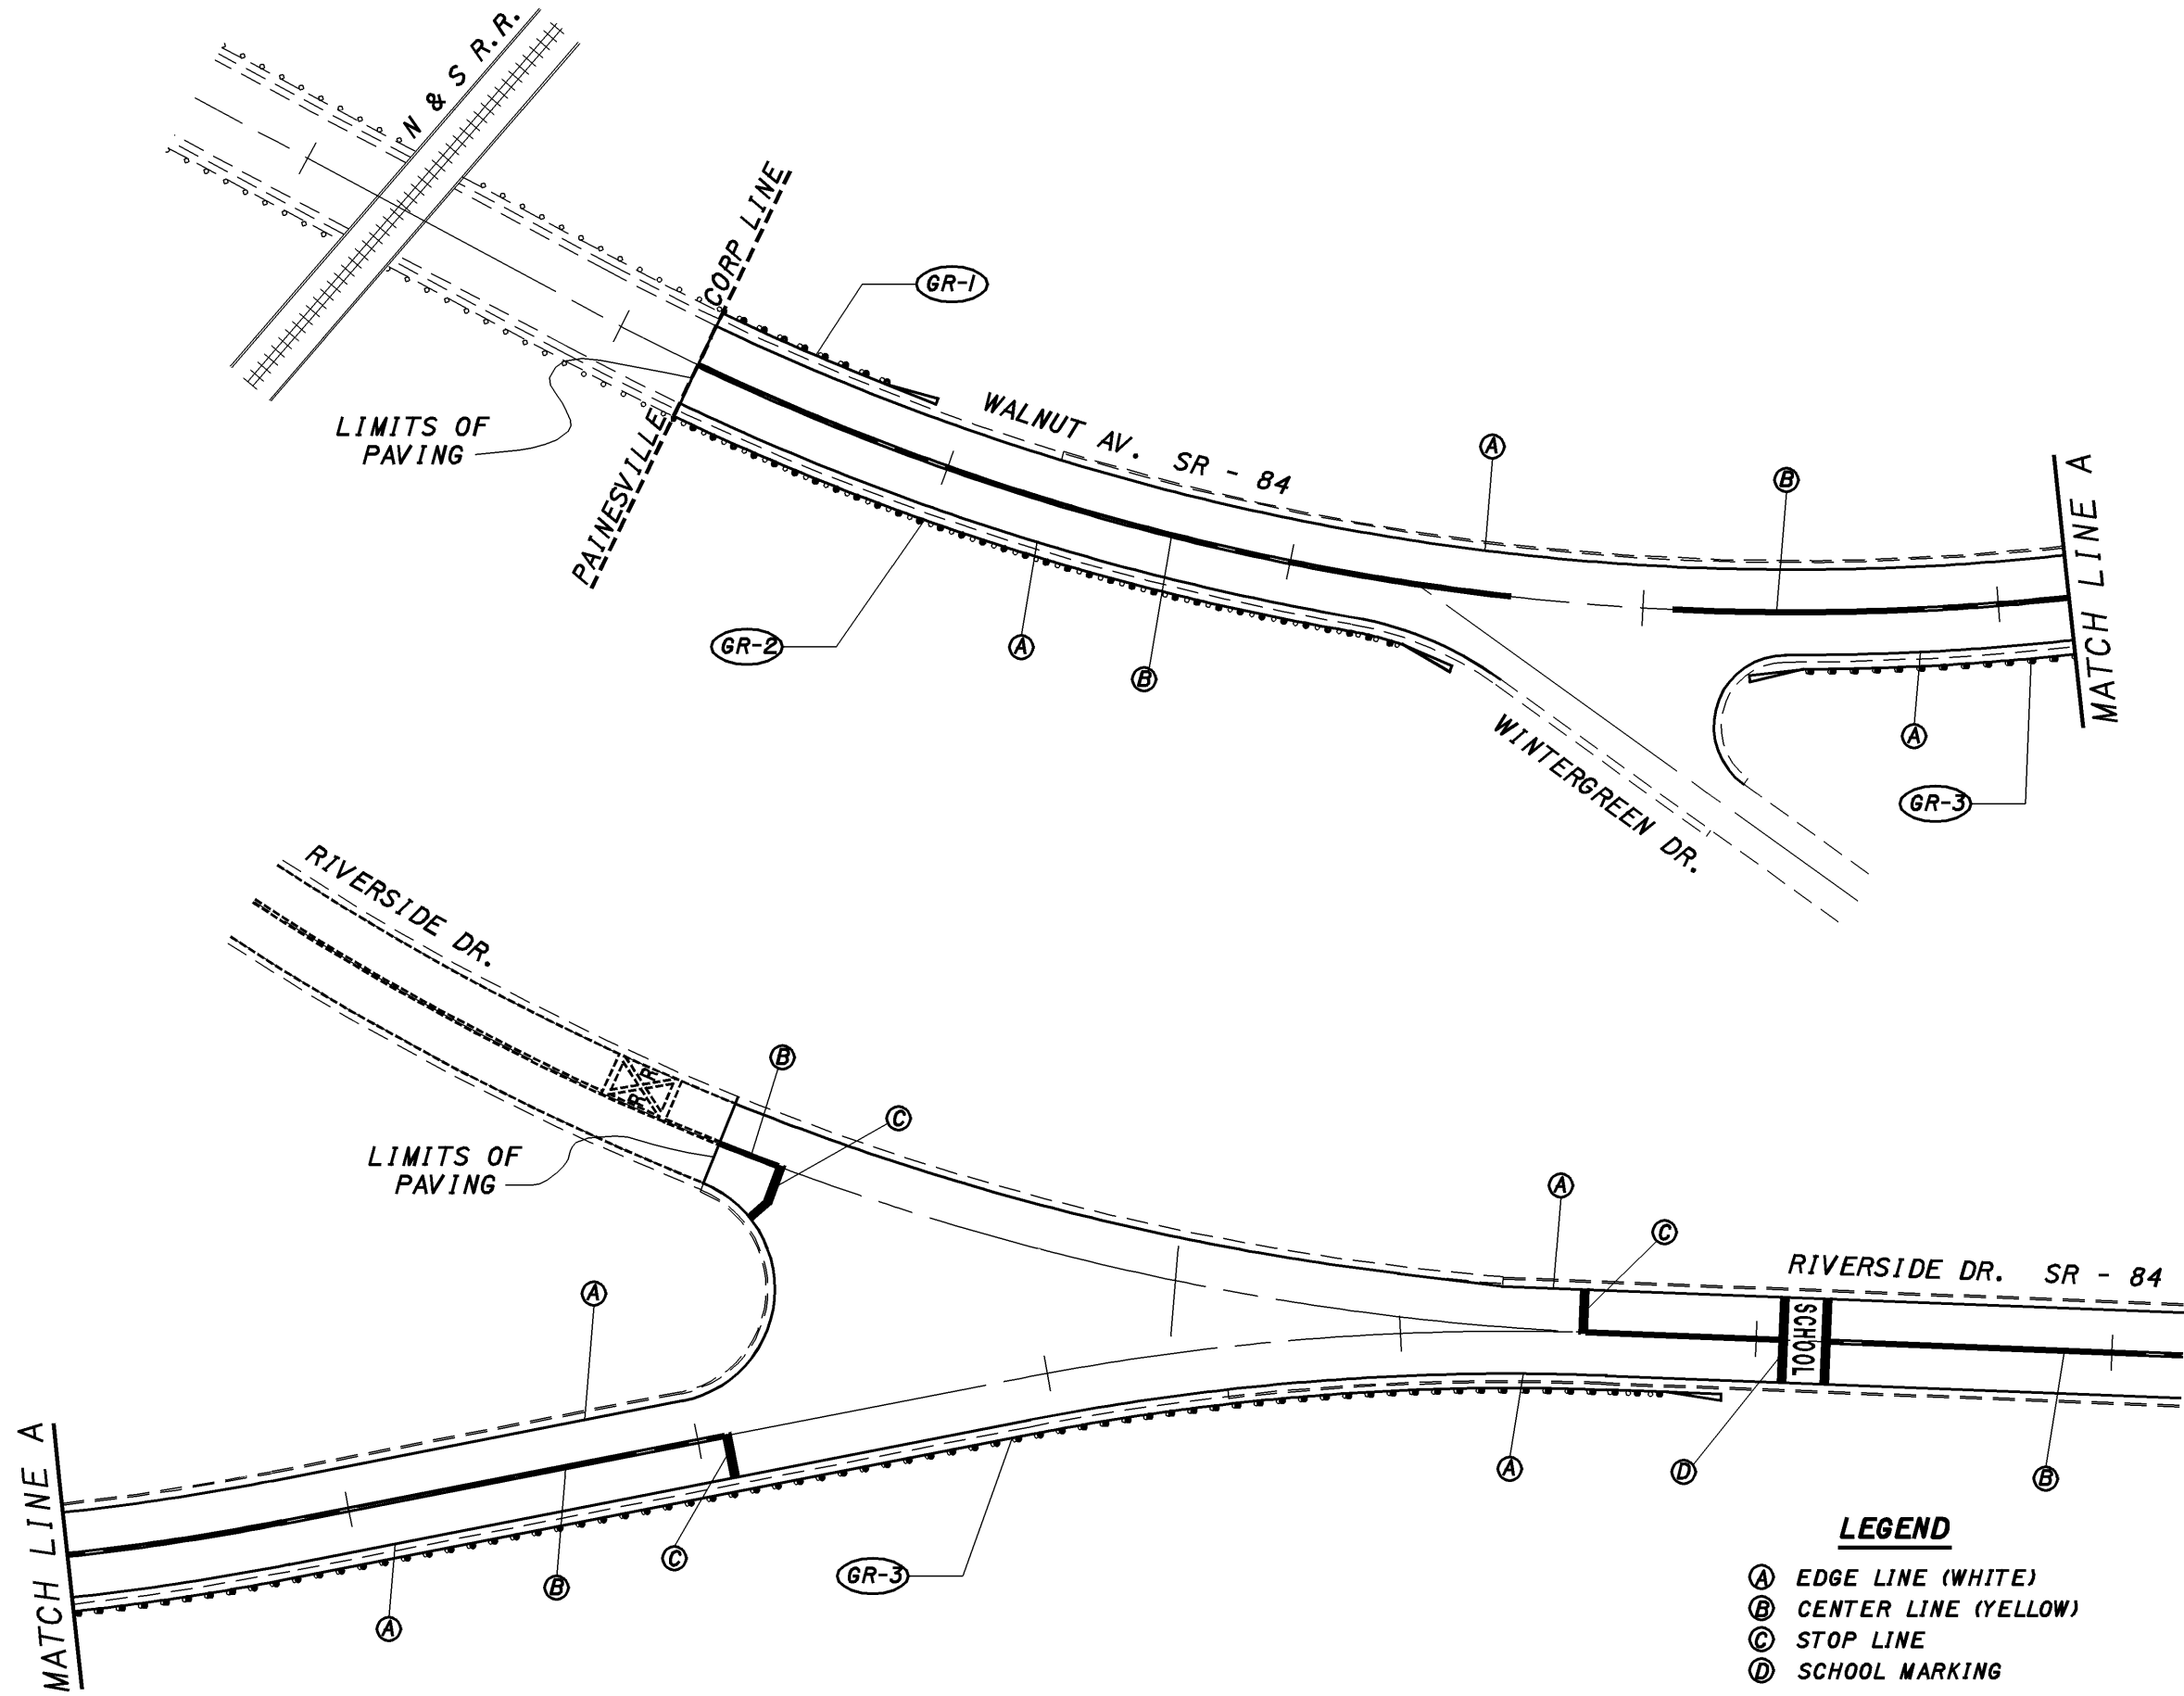 N & S R.R.
CORP LINE
PAINESVILLE
GR-1
LIMITS OF
PAVING
WALNUT AV. SR - 84
A
B
MATCH LINE A
GR-2
A
B
A
GR-3
WINTERGREEN DR.
RIVERSIDE DR.
R R
B
C
LIMITS OF
PAVING
A
A
C
RIVERSIDE DR. SR - 84
SCHOOL
MATCH LINE A
A
B
C
GR-3
A
D
B
LEGEND
A EDGE LINE (WHITE)
B CENTER LINE (YELLOW)
C STOP LINE
D SCHOOL MARKING